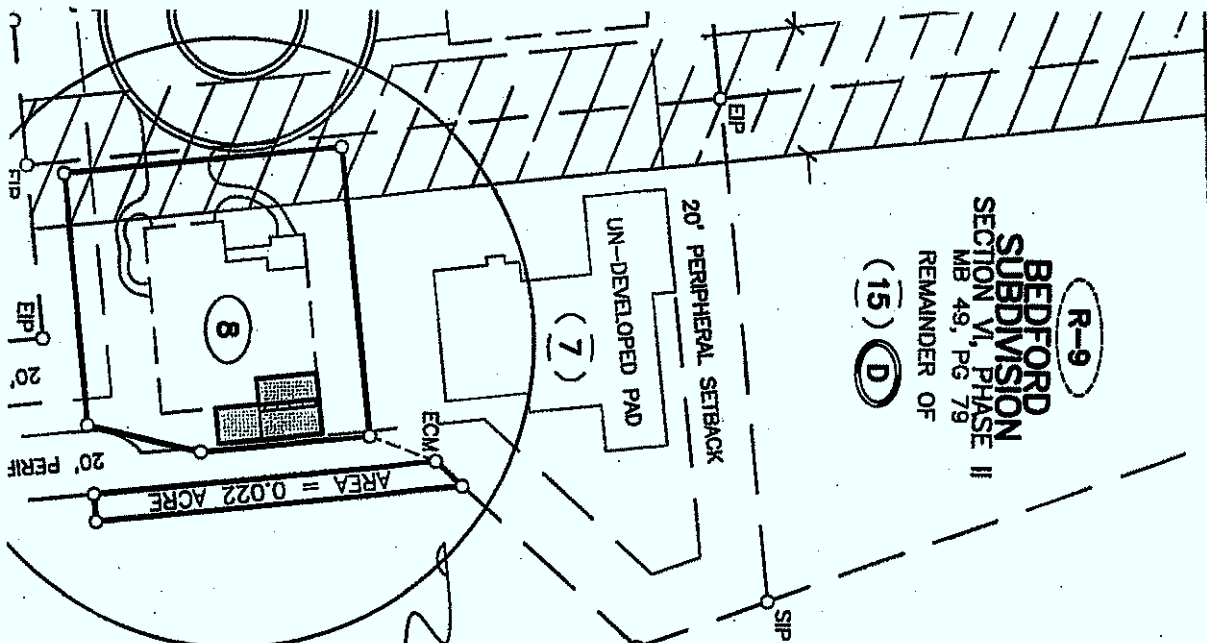 R-9
BEDFORD
SUBDIVISION
SECTION VI, PHASE II
MB 49, PG 79
REMAINDER OF
(15) D
20' PERIPHERAL SETBACK
UN-DEVELOPED PAD
(7)
8
EIP
EIP
EIP
20'
20' PERIF
ECM
AREA = 0.022 ACRE
SIP